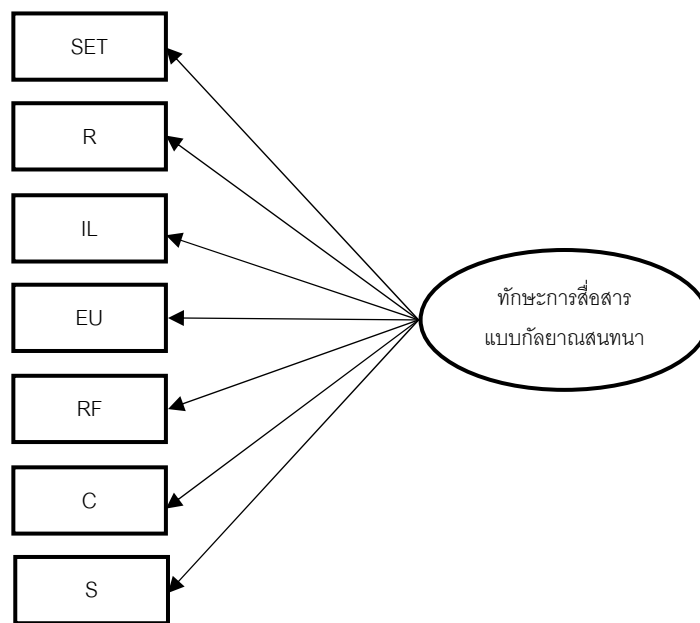 SET
R
IL
EU
RF
C
S
ทักษะการสื่อสาร
แบบกัลยาณสนทนา